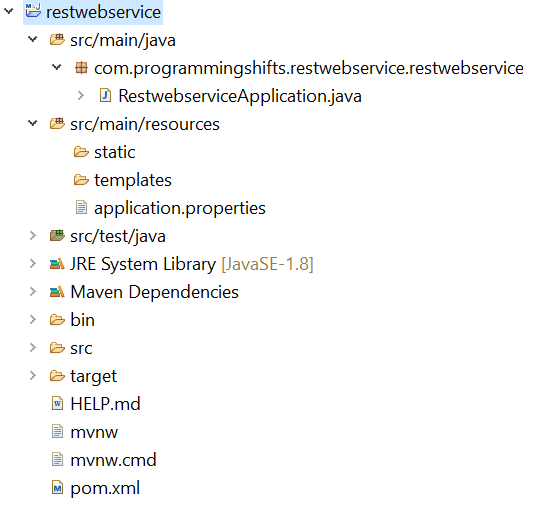 restwebservice
src/main/java
com.programmingshifts.restwebservice.restwebservice
RestwebserviceApplication.java
src/main/resources
static
templates
application.properties
src/test/java
JRE System Library [JavaSE-1.8]
Maven Dependencies
bin
src
target
HELP.md
mvnw
mvnw.cmd
pom.xml